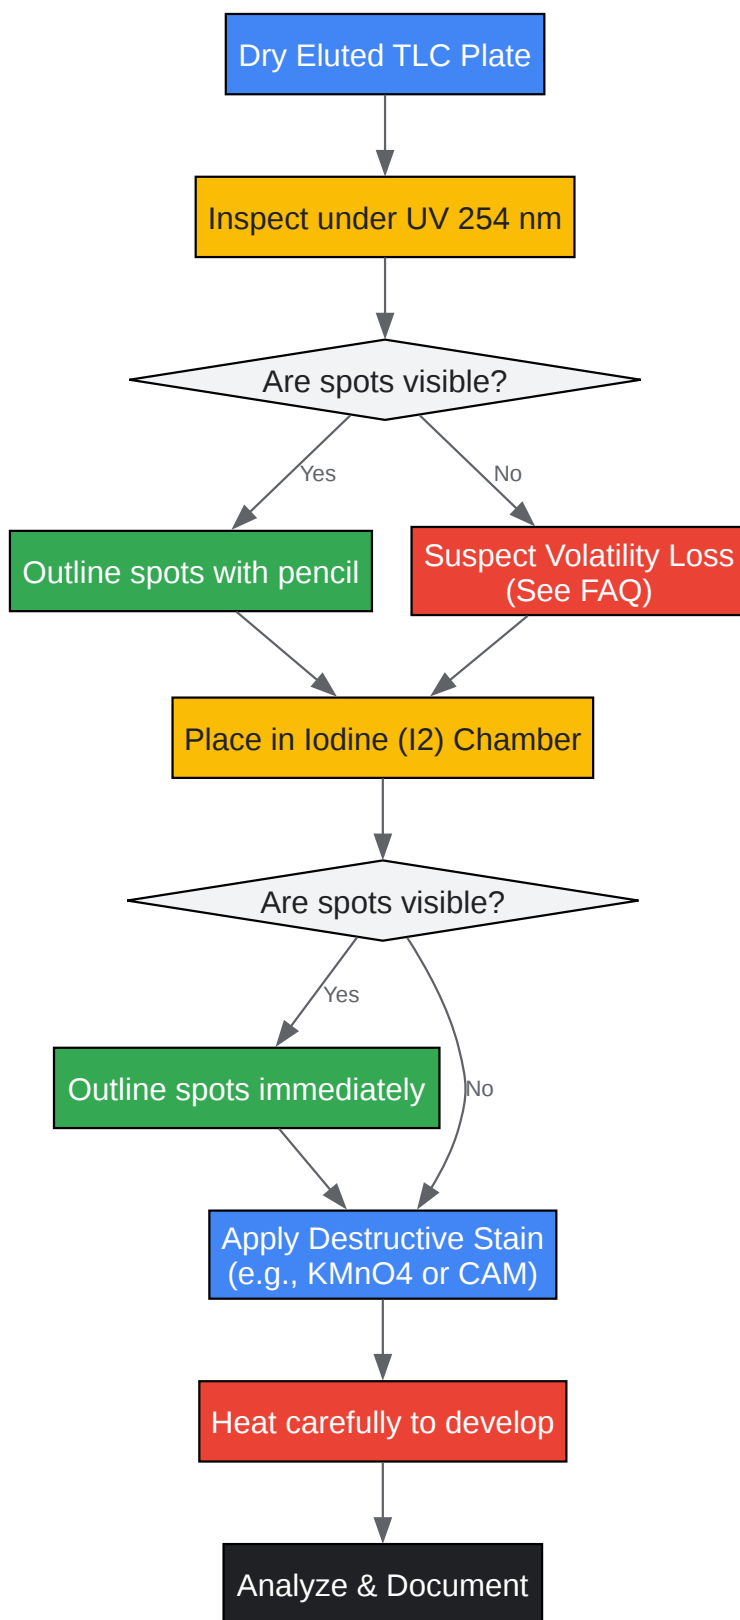 Dry Eluted TLC Plate
Inspect under UV 254 nm
Are spots visible?
Yes
No
Outline spots with pencil
Suspect Volatility Loss
(See FAQ)
Place in Iodine (I2) Chamber
Are spots visible?
Yes
Outline spots immediately
No
Apply Destructive Stain
(e.g., KMnO4 or CAM)
Heat carefully to develop
Analyze & Document